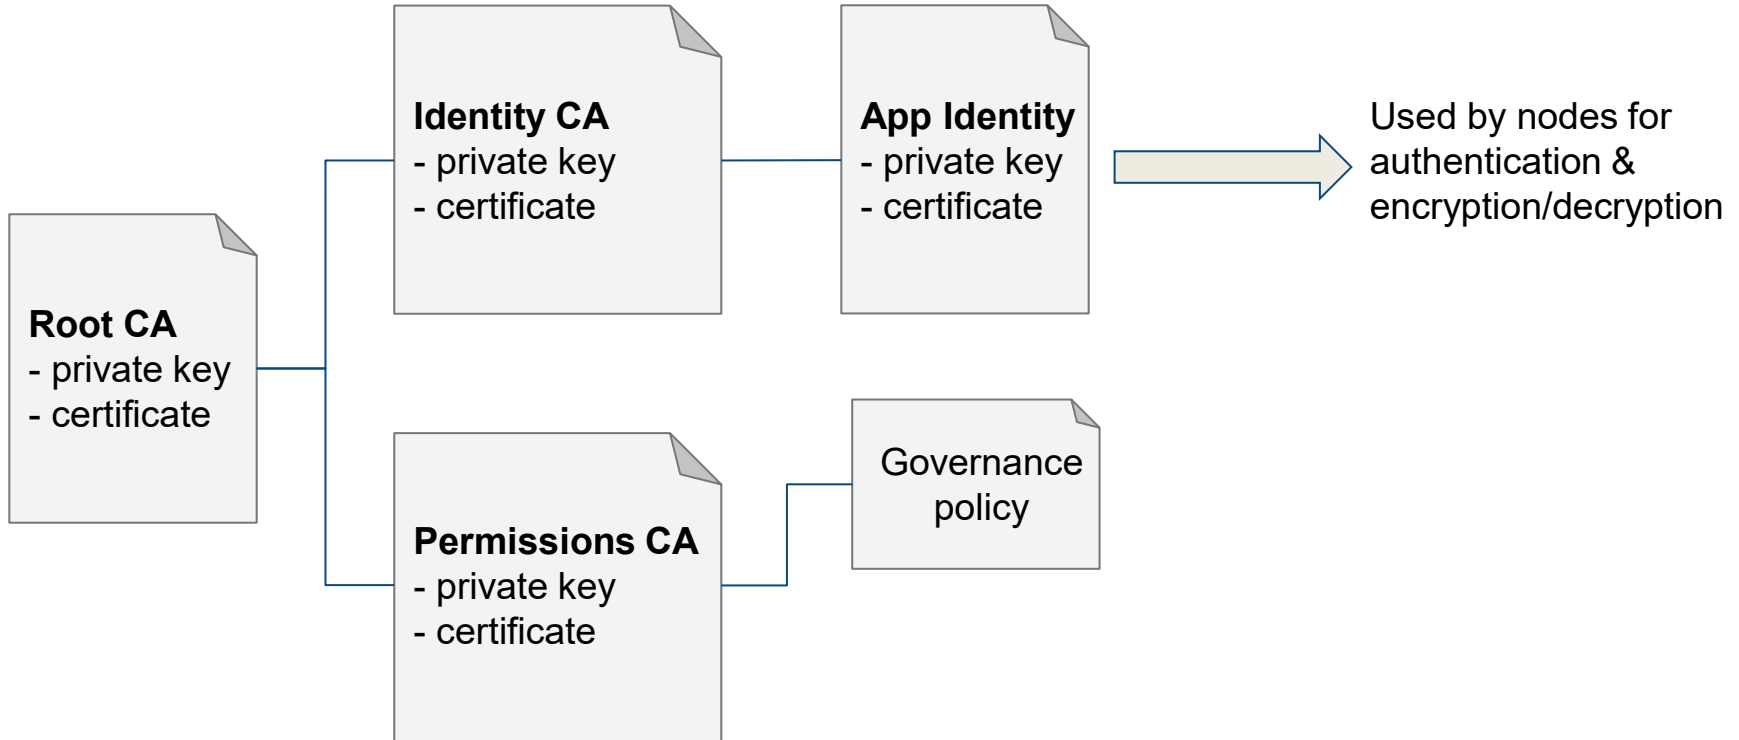 Identity CA
- private key
- certificate
App Identity
- private key
- certificate
Used by nodes for
authentication &
encryption/decryption
Root CA
- private key
- certificate
Permissions CA
- private key
- certificate
Governance
policy